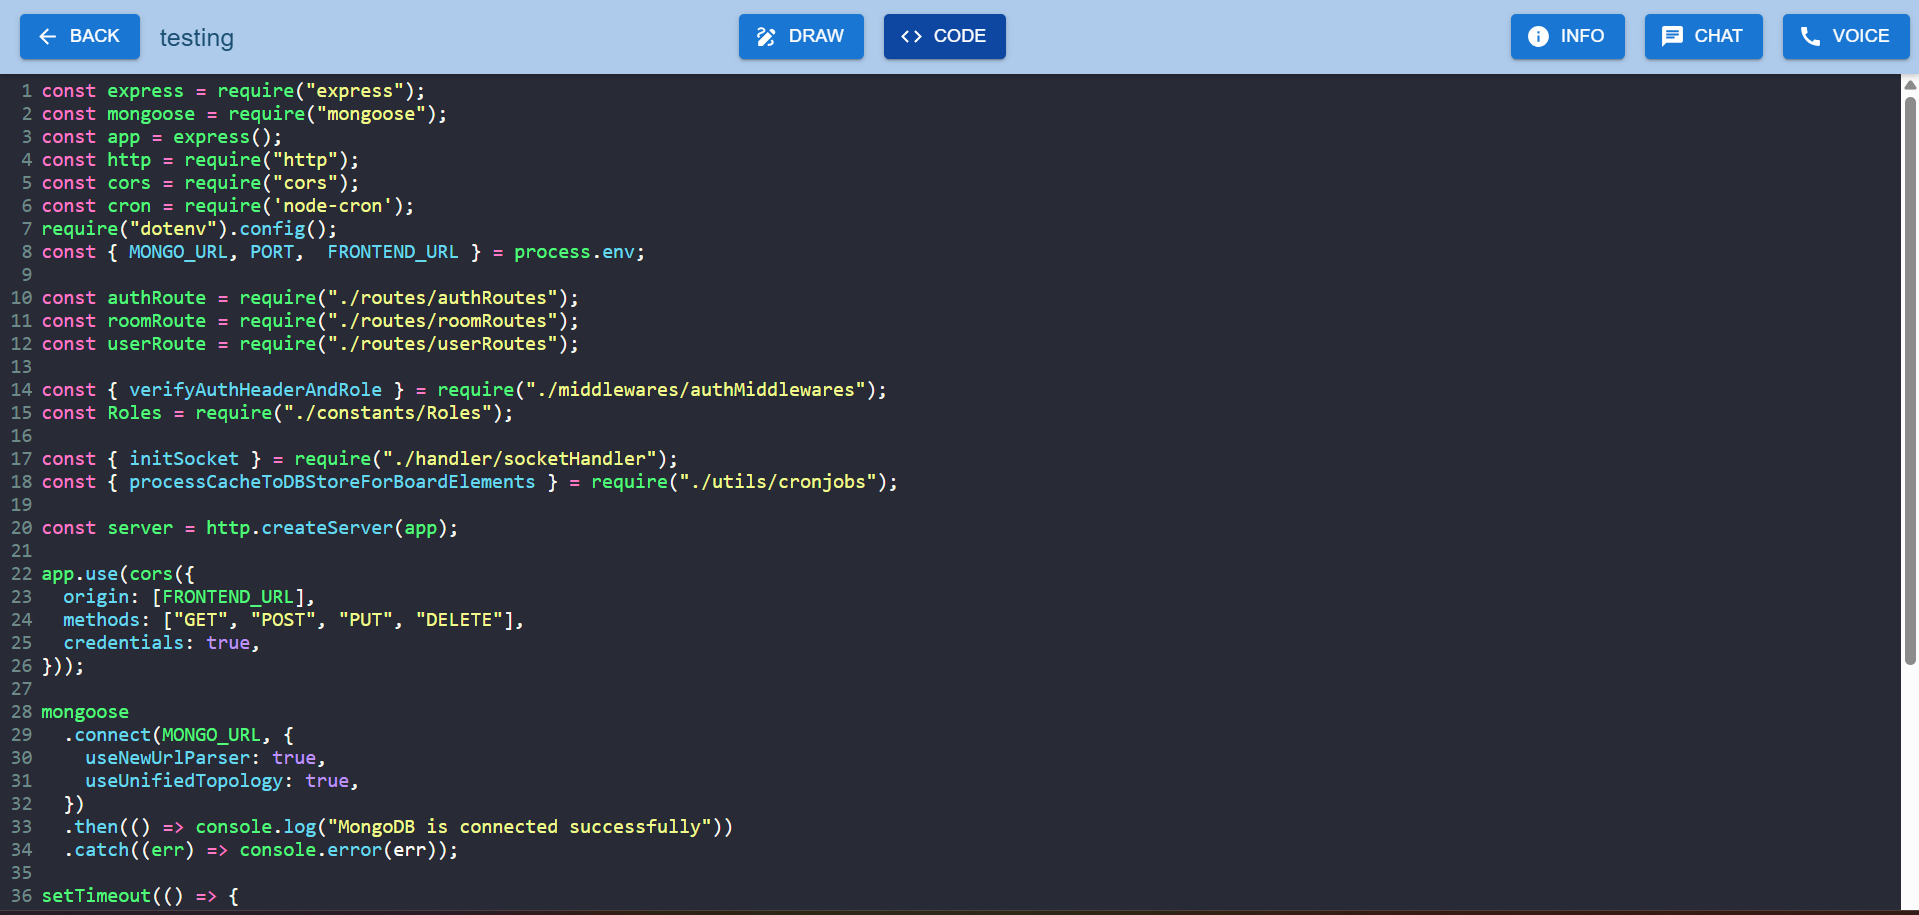 BACK testing DRAW CODE INFO CHAT VOICE
1 const express = require("express");
2 const mongoose = require("mongoose");
3 const app = express();
4 const http = require("http");
5 const cors = require("cors");
6 const cron = require('node-cron');
7 require("dotenv").config();
8 const { MONGO_URL, PORT,  FRONTEND_URL } = process.env;
9
10 const authRoute = require("./routes/authRoutes");
11 const roomRoute = require("./routes/roomRoutes");
12 const userRoute = require("./routes/userRoutes");
13
14 const { verifyAuthHeaderAndRole } = require("./middlewares/authMiddlewares");
15 const Roles = require("./constants/Roles");
16
17 const { initSocket } = require("./handler/socketHandler");
18 const { processCacheToDBStoreForBoardElements } = require("./utils/cronjobs");
19
20 const server = http.createServer(app);
21
22 app.use(cors({
23   origin: [FRONTEND_URL],
24   methods: ["GET", "POST", "PUT", "DELETE"],
25   credentials: true,
26 }));
27
28 mongoose
29   .connect(MONGO_URL, {
30     useNewUrlParser: true,
31     useUnifiedTopology: true,
32   })
33   .then(() => console.log("MongoDB is connected successfully"))
34   .catch((err) => console.error(err));
35
36 setTimeout(() => {